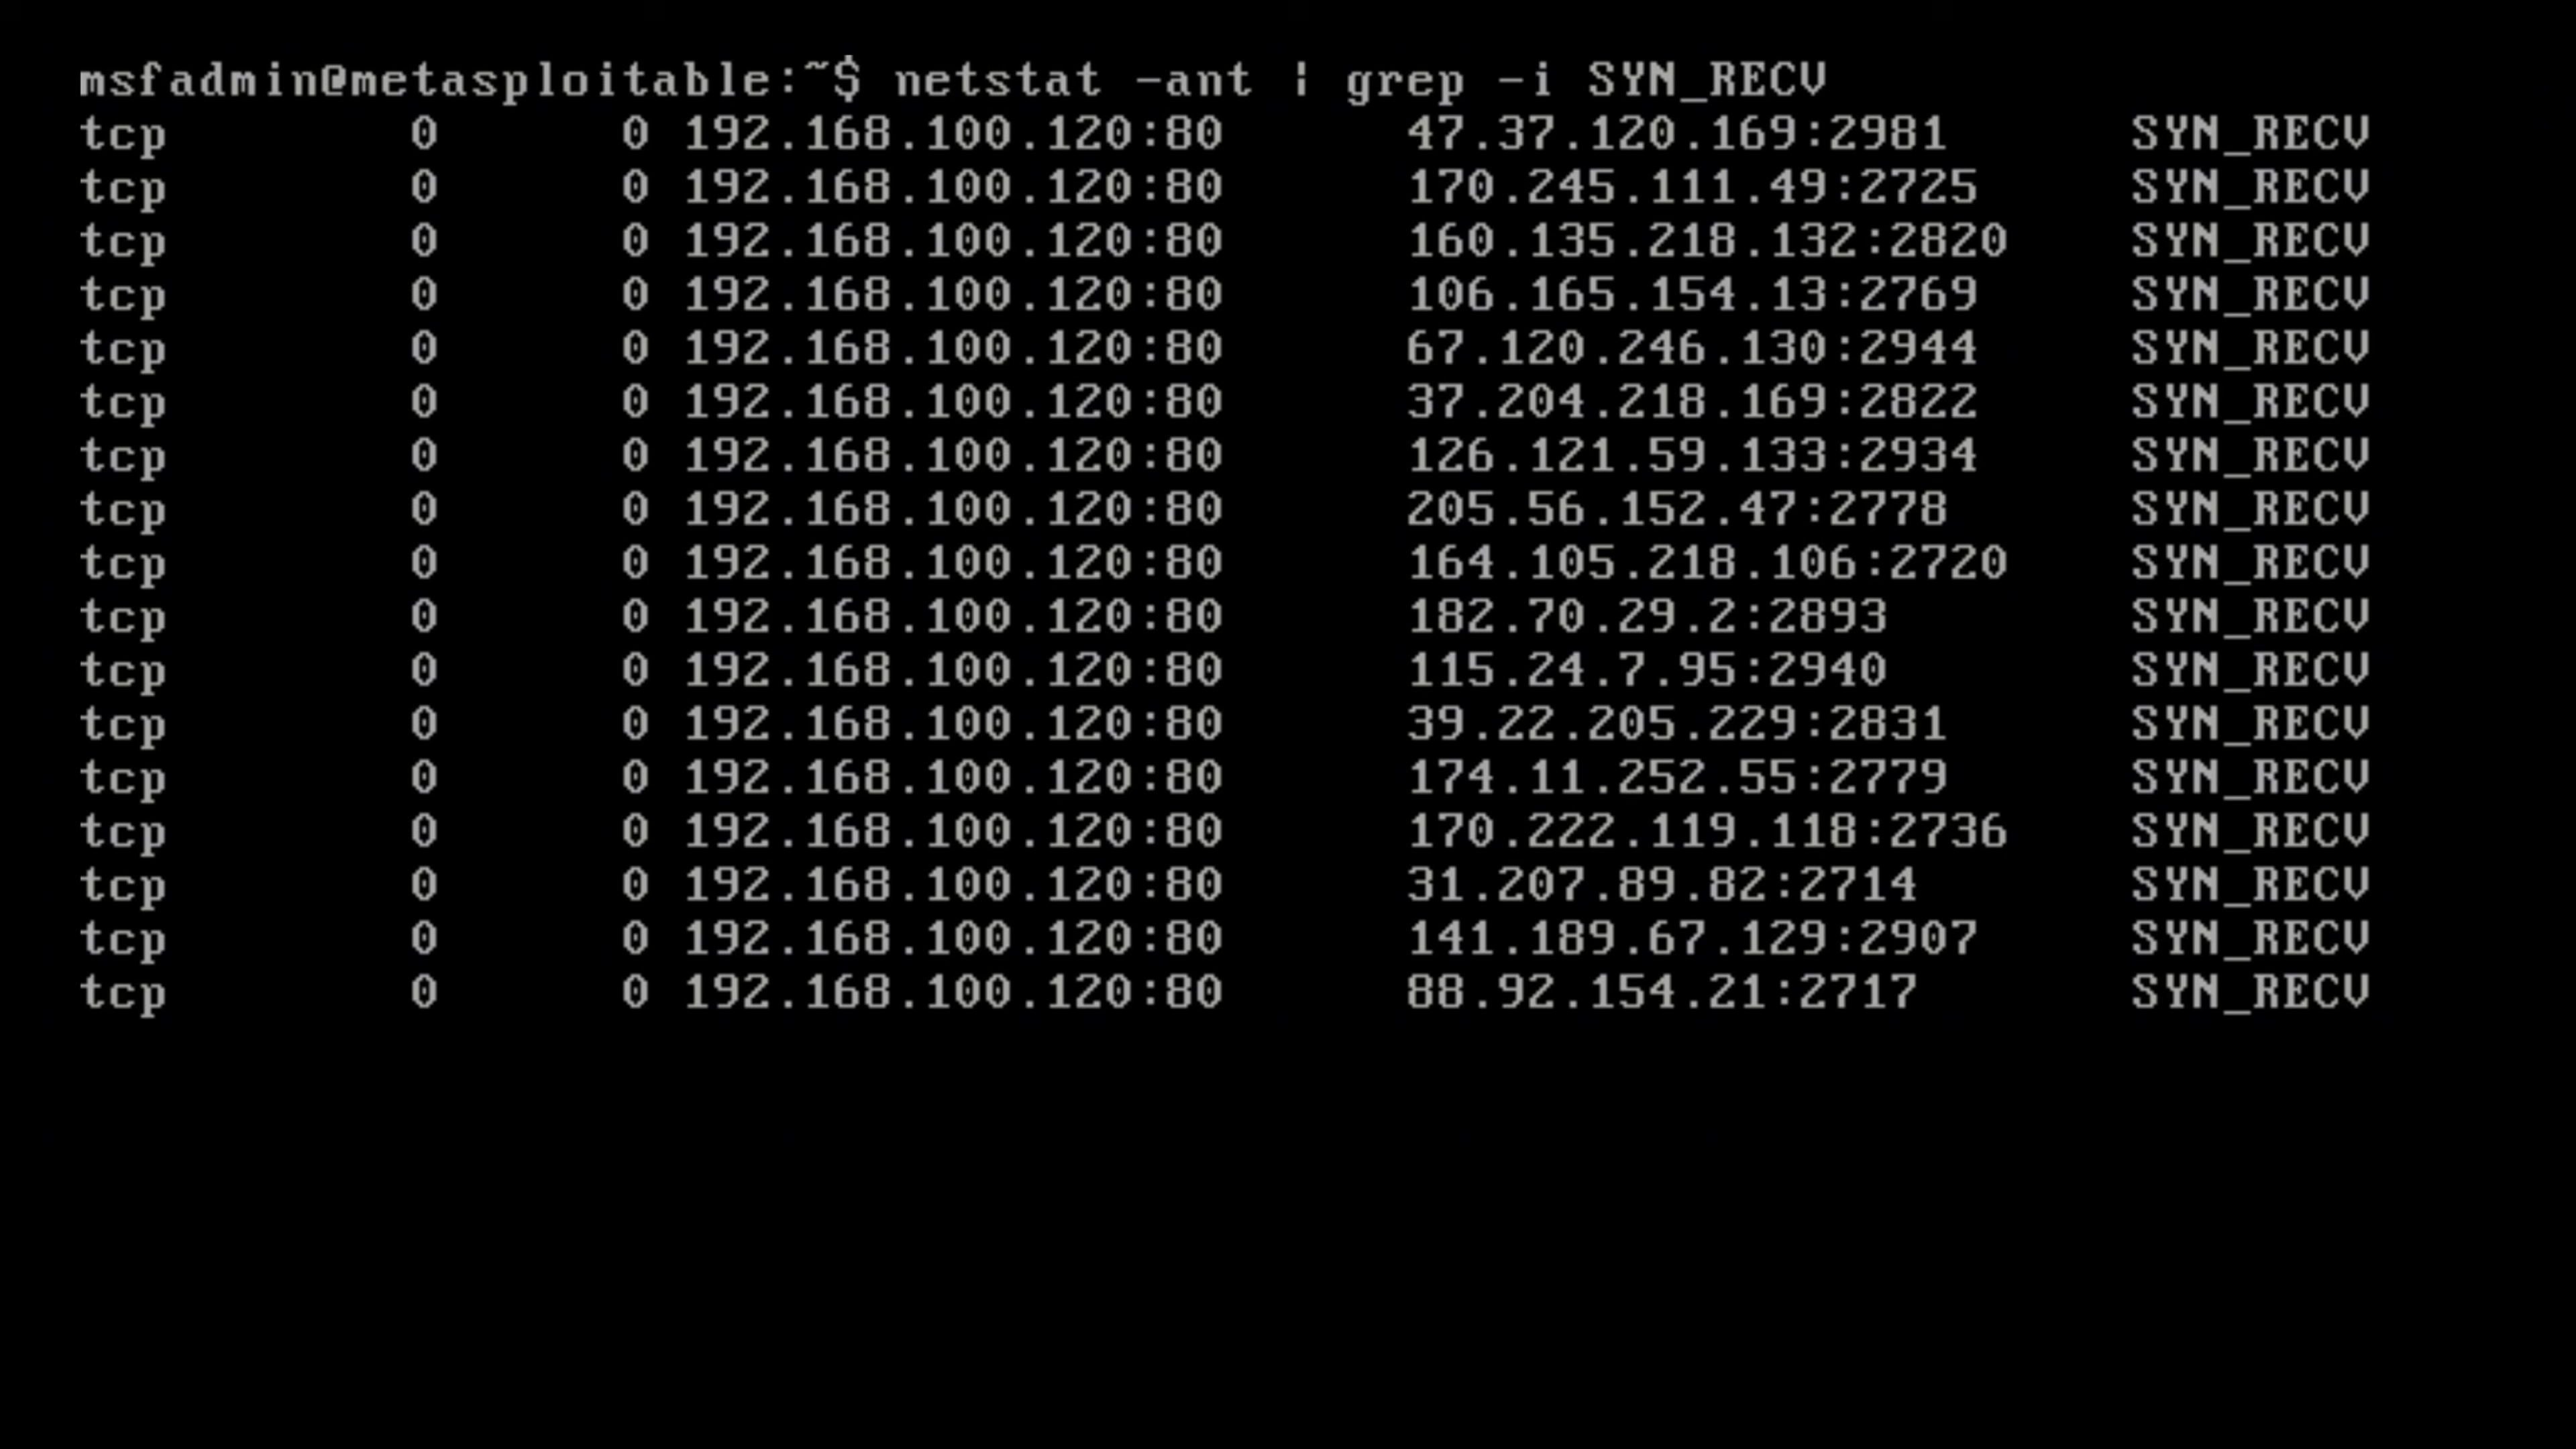 msfadmin@metasploitable:~$ netstat -ant | grep -i SYN_RECV
tcp        0      0 192.168.100.120:80      47.37.120.169:2981      SYN_RECV
tcp        0      0 192.168.100.120:80      170.245.111.49:2725     SYN_RECV
tcp        0      0 192.168.100.120:80      160.135.218.132:2820    SYN_RECV
tcp        0      0 192.168.100.120:80      106.165.154.13:2769     SYN_RECV
tcp        0      0 192.168.100.120:80      67.120.246.130:2944     SYN_RECV
tcp        0      0 192.168.100.120:80      37.204.218.169:2822     SYN_RECV
tcp        0      0 192.168.100.120:80      126.121.59.133:2934     SYN_RECV
tcp        0      0 192.168.100.120:80      205.56.152.47:2778      SYN_RECV
tcp        0      0 192.168.100.120:80      164.105.218.106:2720    SYN_RECV
tcp        0      0 192.168.100.120:80      182.70.29.2:2893        SYN_RECV
tcp        0      0 192.168.100.120:80      115.24.7.95:2940        SYN_RECV
tcp        0      0 192.168.100.120:80      39.22.205.229:2831      SYN_RECV
tcp        0      0 192.168.100.120:80      174.11.252.55:2779      SYN_RECV
tcp        0      0 192.168.100.120:80      170.222.119.118:2736    SYN_RECV
tcp        0      0 192.168.100.120:80      31.207.89.82:2714       SYN_RECV
tcp        0      0 192.168.100.120:80      141.189.67.129:2907     SYN_RECV
tcp        0      0 192.168.100.120:80      88.92.154.21:2717       SYN_RECV